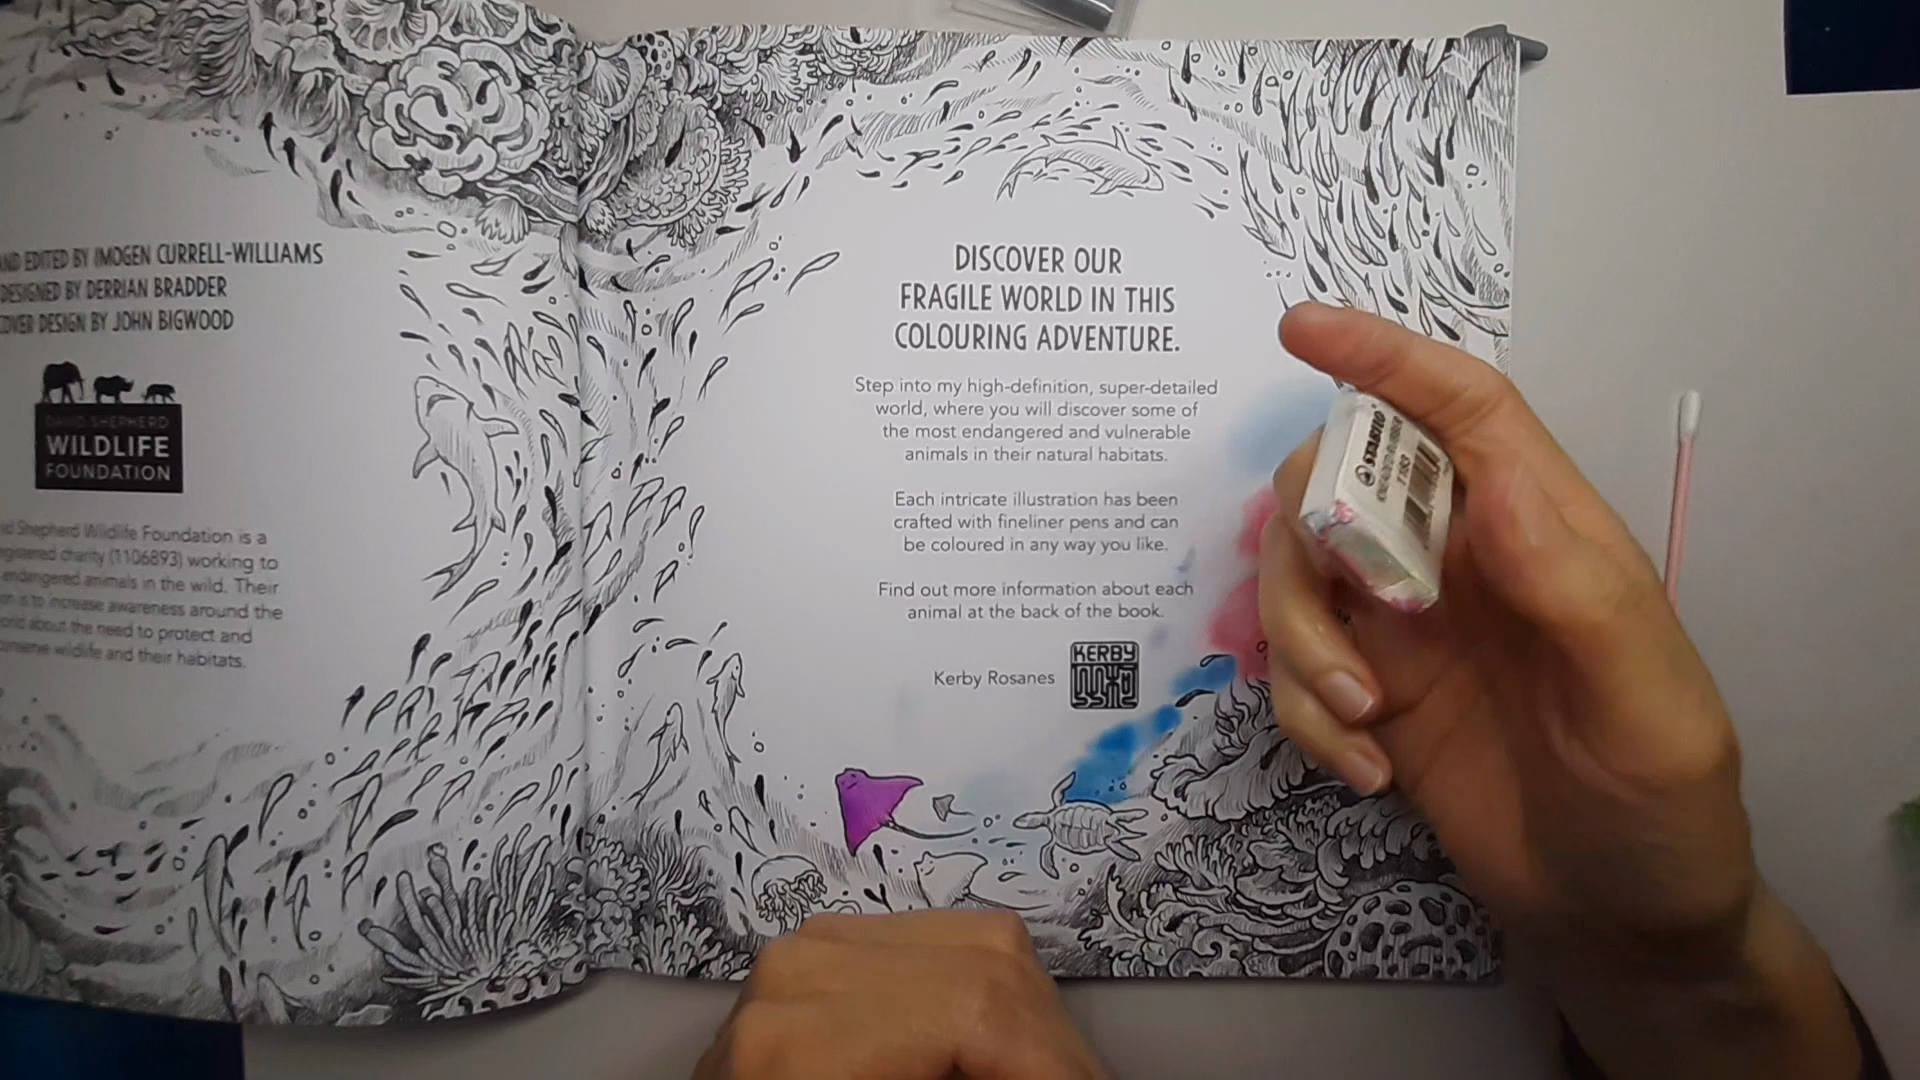 AND EDITED BY IMOGEN CURRELL-WILLIAMS
DESIGNED BY DERRIAN BRADDER
COVER DESIGN BY JOHN BIGWOOD
DAVID SHEPHERD
WILDLIFE
FOUNDATION
Shepherd Wildlife Foundation is a
registered charity (1106893) working to
endangered animals in the wild. Their
is to increase awareness around the
world about the need to protect and
conserve wildlife and their habitats.
DISCOVER OUR
FRAGILE WORLD IN THIS
COLOURING ADVENTURE.
Step into my high-definition, super-detailed
world, where you will discover some of
the most endangered and vulnerable
animals in their natural habitats.
Each intricate illustration has been
crafted with fineliner pens and can
be coloured in any way you like.
Find out more information about each
animal at the back of the book.
Kerby Rosanes
KERBY
STABILO